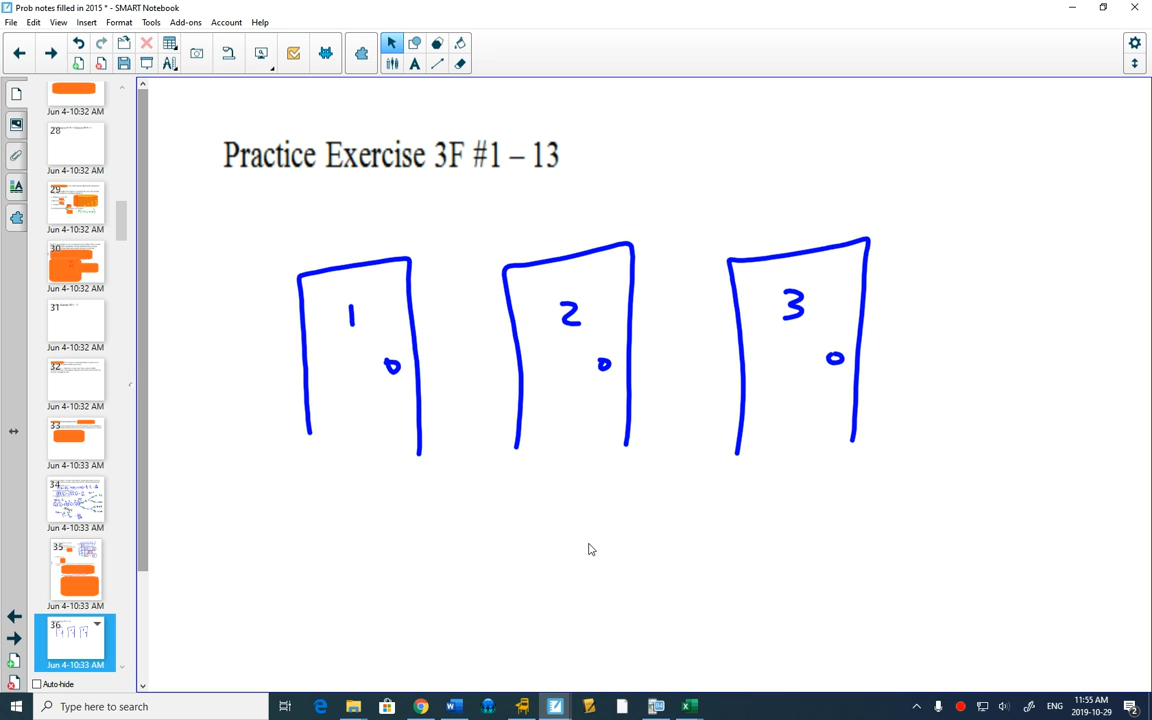 Prob notes filled in 2015 * - SMART Notebook
File Edit View Insert Format Tools Add-ons Account Help
Jun 4-10:32 AM
28
Jun 4-10:32 AM
29
Jun 4-10:32 AM
30
Jun 4-10:32 AM
31
Jun 4-10:32 AM
32
Jun 4-10:32 AM
33
Jun 4-10:33 AM
34
Jun 4-10:33 AM
35
Jun 4-10:33 AM
36
Jun 4-10:33 AM
Auto-hide
Practice Exercise 3F #1 – 13
1 2 3
Type here to search
ENG
11:55 AM
2019-10-29
2